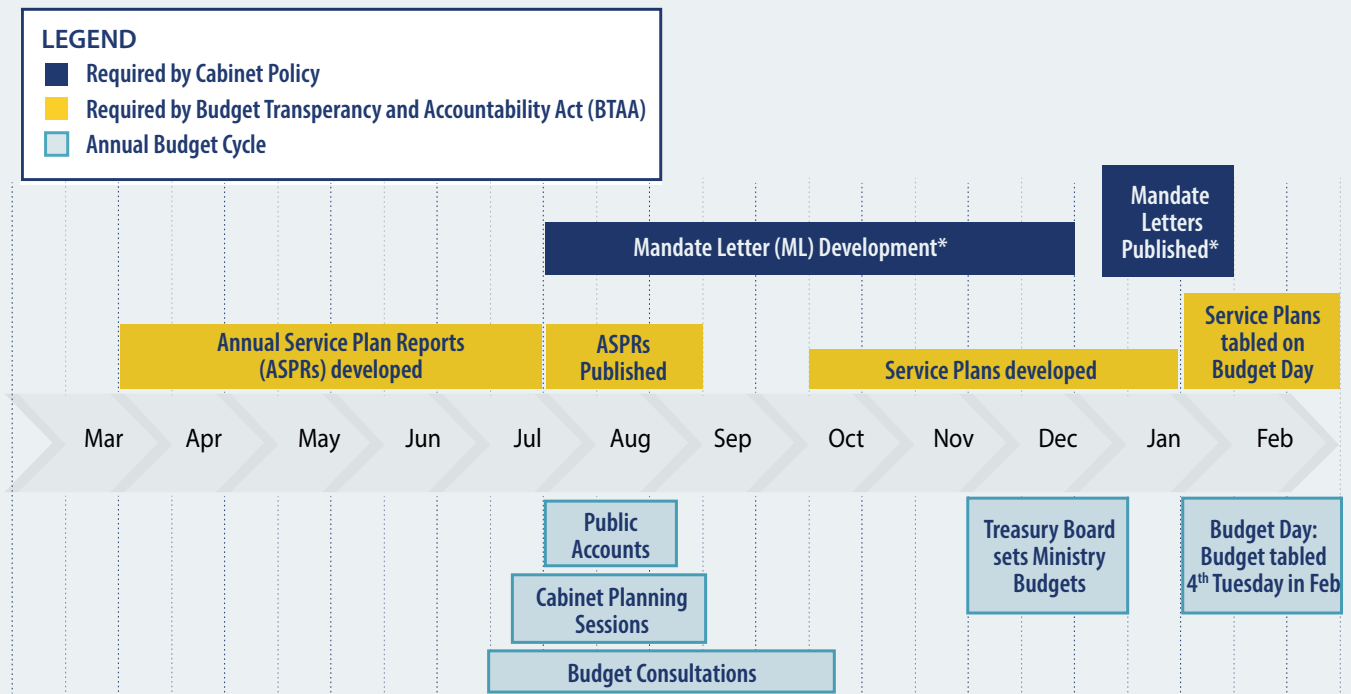 LEGEND
Required by Cabinet Policy
Required by Budget Transperancy and Accountability Act (BTAA)
Annual Budget Cycle
Mandate
Letters
Published*
Mandate Letter (ML) Development*
Annual Service Plan Reports
(ASPRs) developed
ASPRs
Published
Service Plans developed
Service Plans
tabled on
Budget Day
Mar Apr May Jun Jul Aug Sep Oct Nov Dec Jan Feb
Public
Accounts
Cabinet Planning
Sessions
Budget Consultations
Treasury Board
sets Ministry
Budgets
Budget Day:
Budget tabled
4th Tuesday in Feb